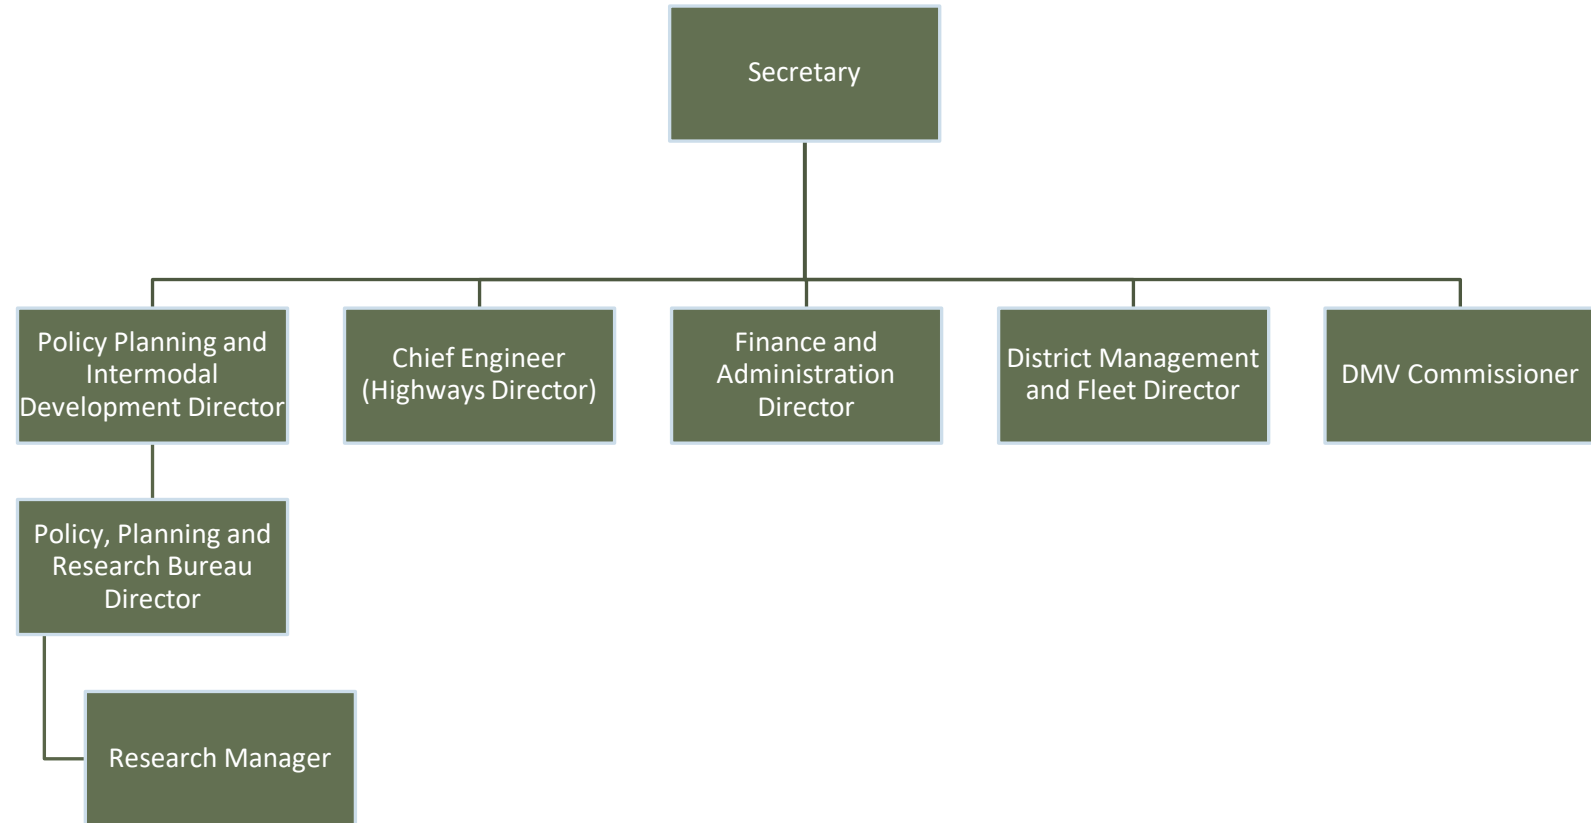 Secretary
Policy Planning and
Intermodal
Development Director
Chief Engineer
(Highways Director)
Finance and
Administration
Director
District Management
and Fleet Director
DMV Commissioner
Policy, Planning and
Research Bureau
Director
Research Manager